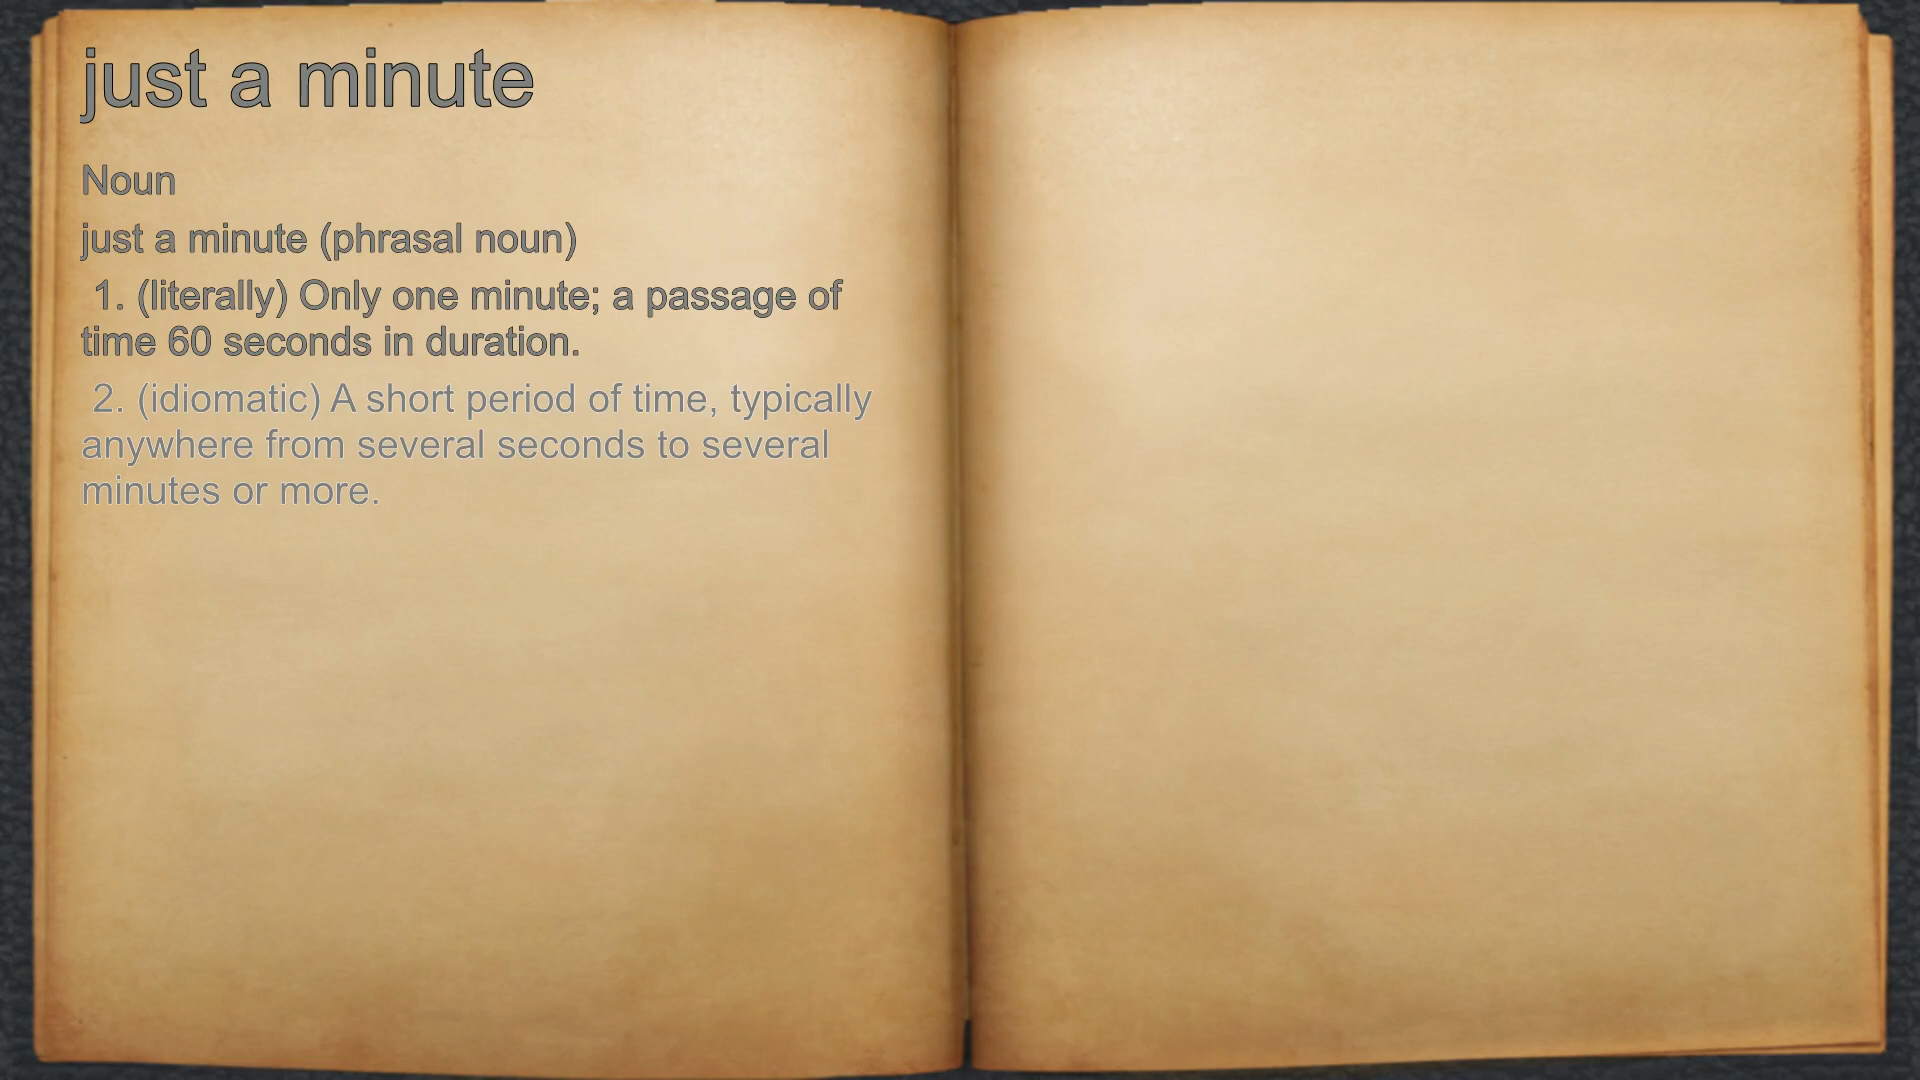 just a minute
Noun
just a minute (phrasal noun)
1. (literally) Only one minute; a passage of
time 60 seconds in duration.
2. (idiomatic) A short period of time, typically
anywhere from several seconds to several
minutes or more.